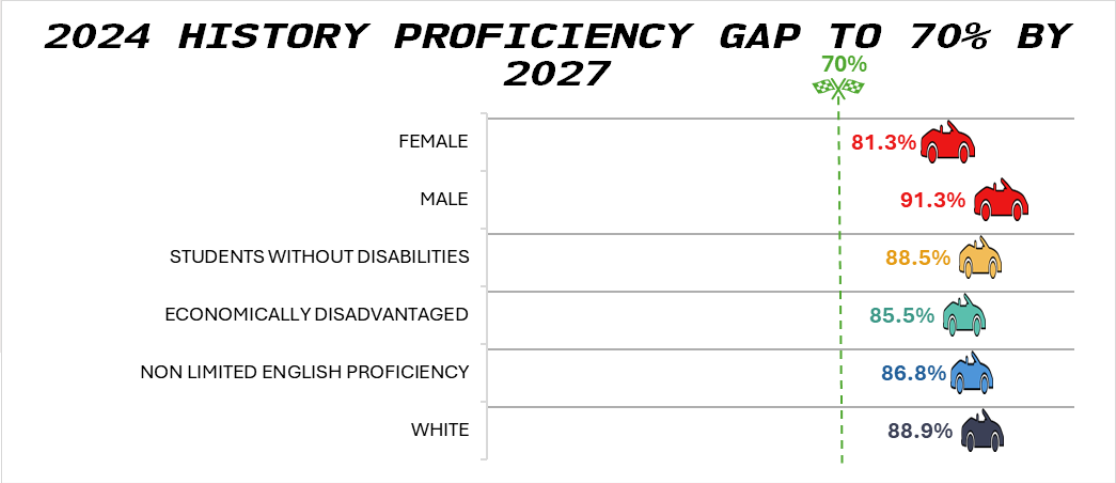 2024 HISTORY PROFICIENCY GAP TO 70% BY
2027
70%
FEMALE
81.3%
MALE
91.3%
STUDENTS WITHOUT DISABILITIES
88.5%
ECONOMICALLY DISADVANTAGED
85.5%
NON LIMITED ENGLISH PROFICIENCY
86.8%
WHITE
88.9%